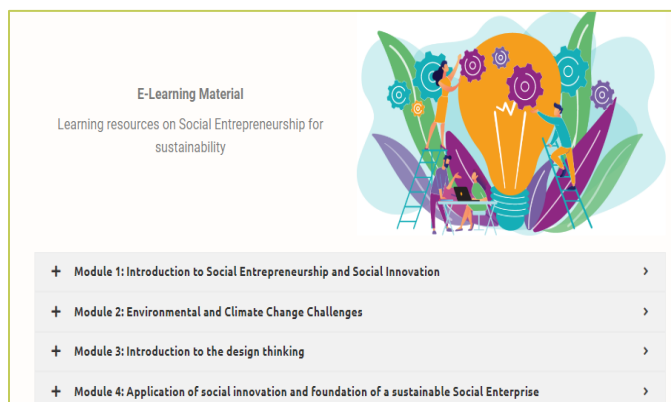 E-Learning Material
Learning resources on Social Entrepreneurship for
sustainability
+ Module 1: Introduction to Social Entrepreneurship and Social Innovation ›
+ Module 2: Environmental and Climate Change Challenges ›
+ Module 3: Introduction to the design thinking ›
+ Module 4: Application of social innovation and foundation of a sustainable Social Enterprise ›